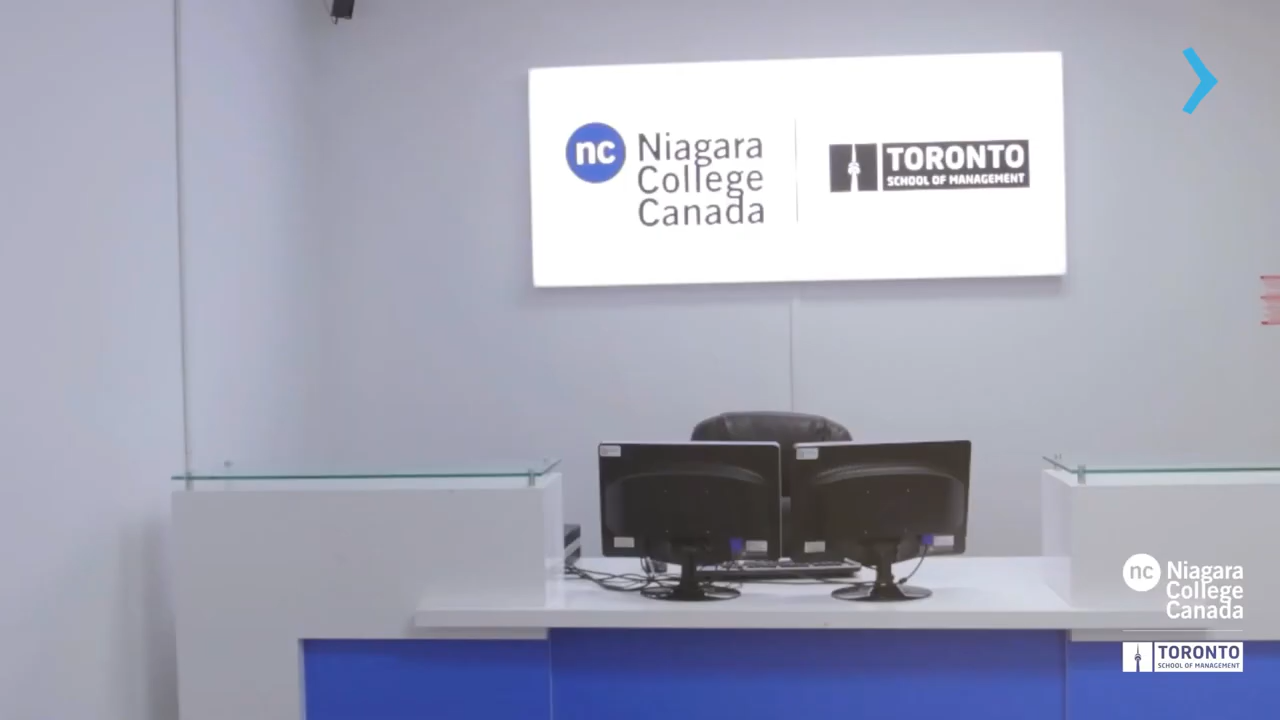 nc
Niagara
College
Canada
TORONTO
SCHOOL OF MANAGEMENT
nc
Niagara
College
Canada
TORONTO
SCHOOL OF MANAGEMENT